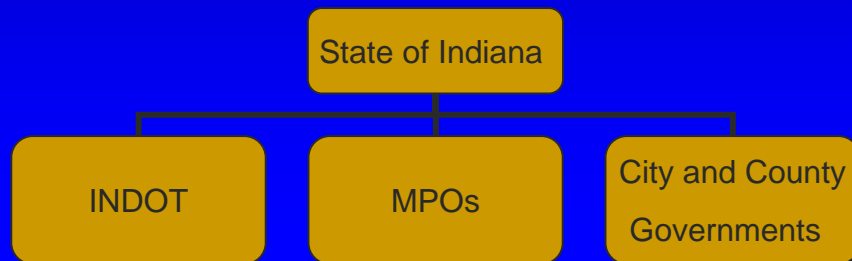 State of Indiana
INDOT
MPOs
City and County
Governments